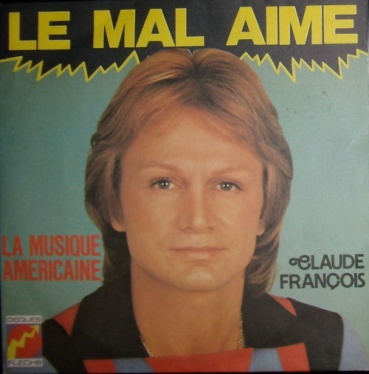 LE MAL AIME
LA MUSIQUE
AMERICAINE
CLAUDE
FRANÇOIS
DISQUES
FLECHE